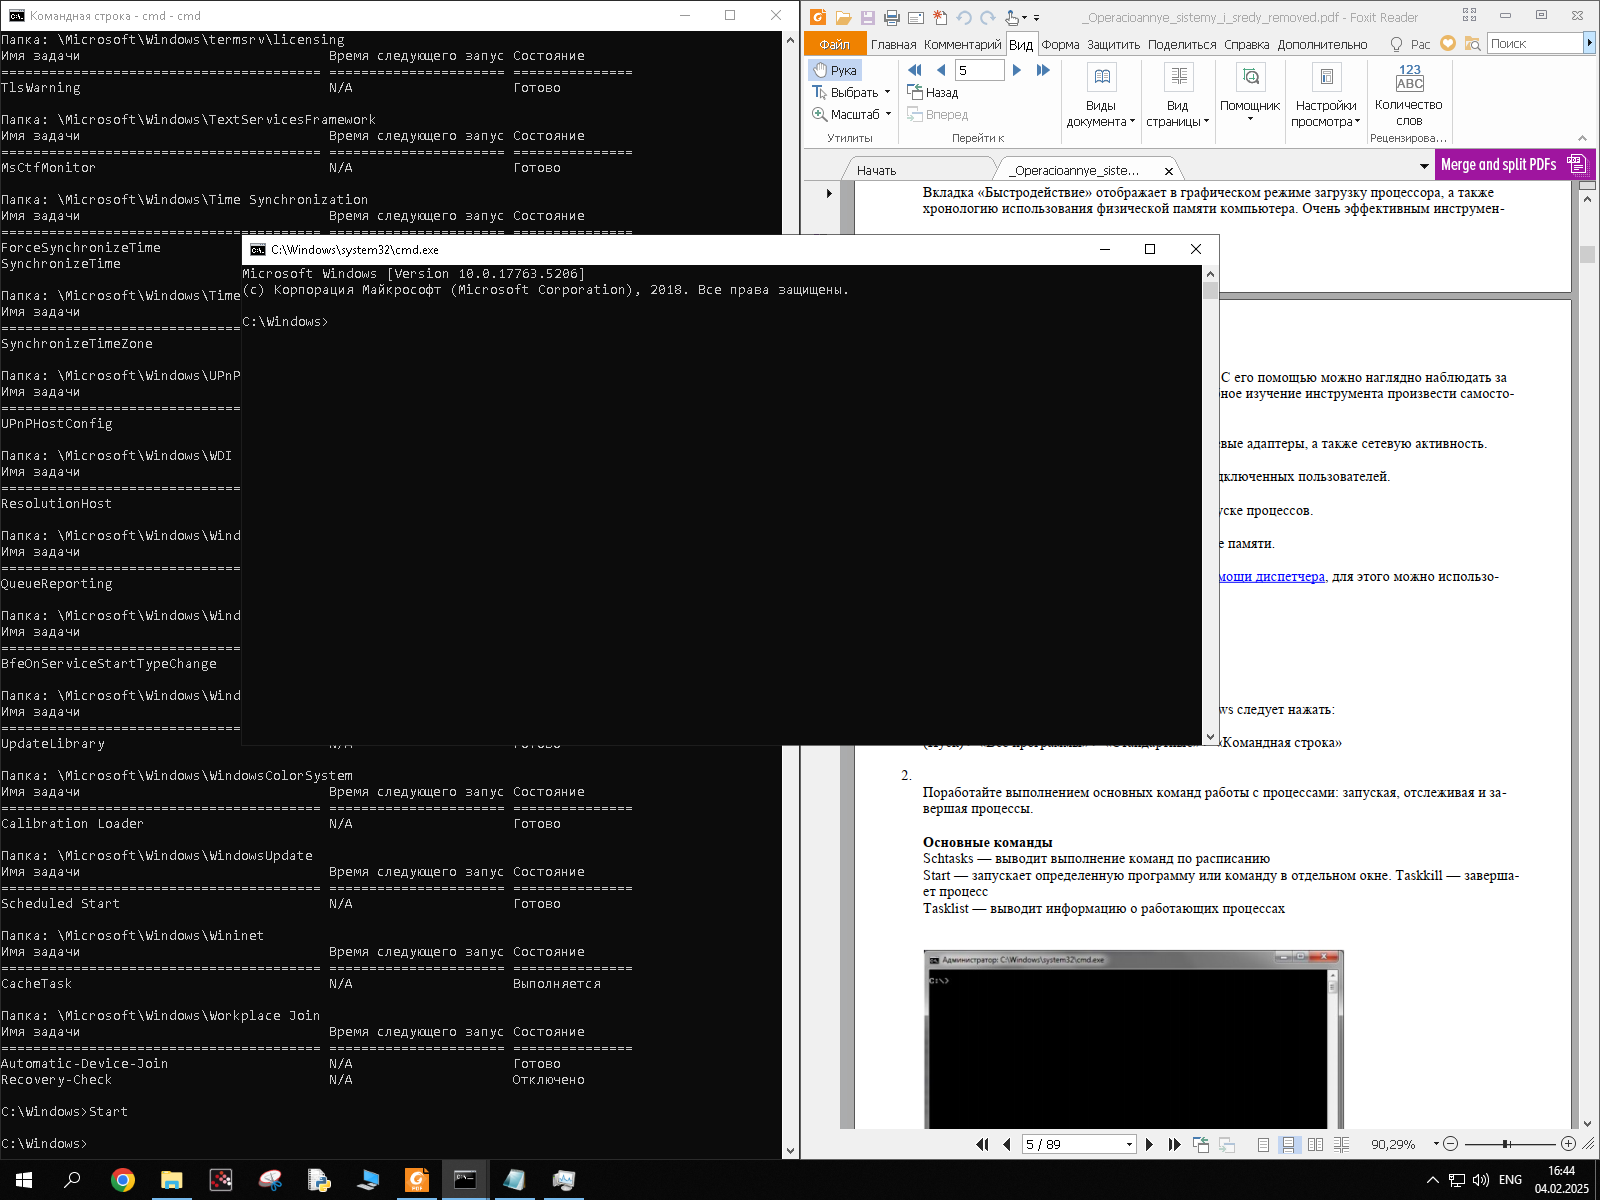 Командная строка - cmd - cmd
Папка: \Microsoft\Windows\termsrv\licensing
Имя задачи Время следующего запус Состояние
======================================== ====================== ===============
TlsWarning N/A Готово
Папка: \Microsoft\Windows\TextServicesFramework
Имя задачи Время следующего запус Состояние
======================================== ====================== ===============
MsCtfMonitor N/A Готово
Папка: \Microsoft\Windows\Time Synchronization
Имя задачи Время следующего запус Состояние
======================================== ====================== ===============
ForceSynchronizeTime
SynchronizeTime
Папка: \Microsoft\Windows\Time
Имя задачи
==============================
SynchronizeTimeZone
Папка: \Microsoft\Windows\UPnP
Имя задачи
==============================
UPnPHostConfig
Папка: \Microsoft\Windows\WDI
Имя задачи
==============================
ResolutionHost
Папка: \Microsoft\Windows\Wind
Имя задачи
==============================
QueueReporting
Папка: \Microsoft\Windows\Wind
Имя задачи
==============================
BfeOnServiceStartTypeChange
Папка: \Microsoft\Windows\Wind
Имя задачи
==============================
UpdateLibrary N/A Готово
Папка: \Microsoft\Windows\WindowsColorSystem
Имя задачи Время следующего запус Состояние
======================================== ====================== ===============
Calibration Loader N/A Готово
Папка: \Microsoft\Windows\WindowsUpdate
Имя задачи Время следующего запус Состояние
======================================== ====================== ===============
Scheduled Start N/A Готово
Папка: \Microsoft\Windows\Wininet
Имя задачи Время следующего запус Состояние
======================================== ====================== ===============
CacheTask N/A Выполняется
Папка: \Microsoft\Windows\Workplace Join
Имя задачи Время следующего запус Состояние
======================================== ====================== ===============
Automatic-Device-Join N/A Готово
Recovery-Check N/A Отключено
C:\Windows>Start
C:\Windows>
C:\Windows\system32\cmd.exe
Microsoft Windows [Version 10.0.17763.5206]
(c) Корпорация Майкрософт (Microsoft Corporation), 2018. Все права защищены.
C:\Windows>
_Operacioannye_sistemy_i_sredy_removed.pdf - Foxit Reader
Файл Главная Комментарий Вид Форма Защитить Поделиться Справка Дополнительно Рас Поиск
Рука
Выбрать
Масштаб
Утилиты
5
Назад
Вперед
Перейти к
Виды документа
Вид страницы
Помощник
Настройки просмотра
123 ABC
Количество слов
Рецензирова...
Начать
_Operacioannye_siste...
Merge and split PDFs
Вкладка «Быстродействие» отображает в графическом режиме загрузку процессора, а также
хронологию использования физической памяти компьютера. Очень эффективным инструмен-
С его помощью можно наглядно наблюдать за
ное изучение инструмента произвести самосто-
вые адаптеры, а также сетевую активность.
дключенных пользователей.
уске процессов.
е памяти.
мощи диспетчера, для этого можно использо-
ws следует нажать:
«Командная строка»
2.
Поработайте выполнением основных команд работы с процессами: запуская, отслеживая и за-
вершая процессы.
Основные команды
Schtasks — выводит выполнение команд по расписанию
Start — запускает определенную программу или команду в отдельном окне. Taskkill — заверша-
ет процесс
Tasklist — выводит информацию о работающих процессах
Администратор: C:\Windows\system32\cmd.exe
C:\>
5 / 89
90,29%
ENG
16:44
04.02.2025